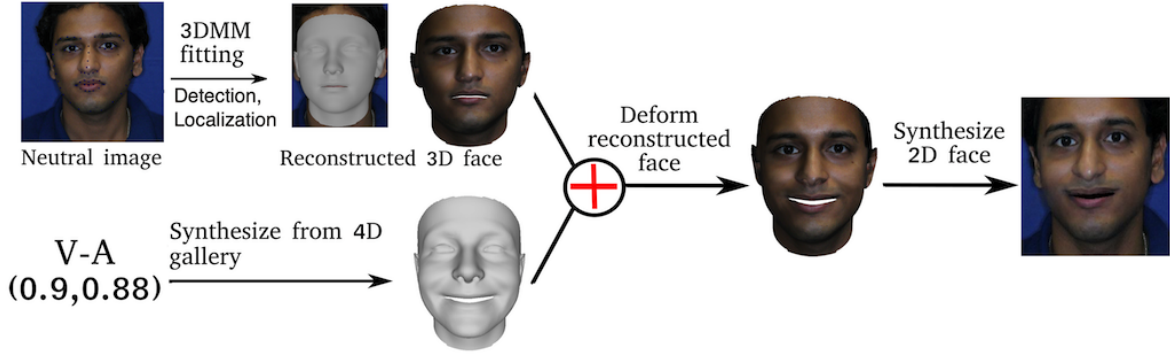 3DMM
fitting
Detection,
Localization
Neutral image
Reconstructed 3D face
Deform
reconstructed
face
Synthesize
2D face
V-A
(0.9,0.88)
Synthesize from 4D
gallery